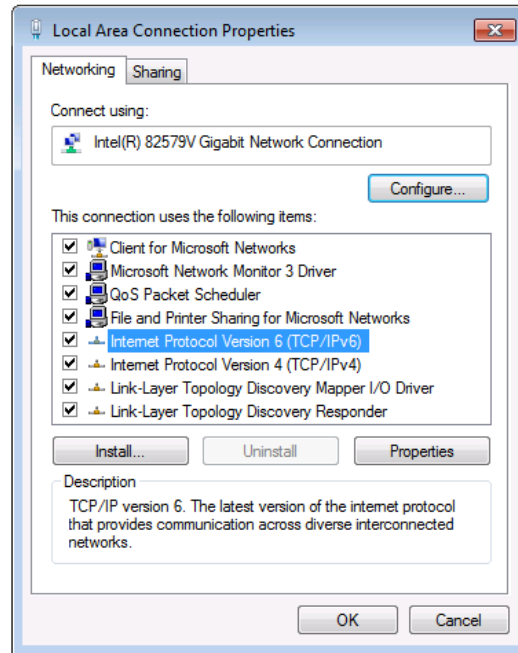 Local Area Connection Properties
Networking
Sharing
Connect using:
Intel(R) 82579V Gigabit Network Connection
Configure...
This connection uses the following items:
Client for Microsoft Networks
Microsoft Network Monitor 3 Driver
QoS Packet Scheduler
File and Printer Sharing for Microsoft Networks
Internet Protocol Version 6 (TCP/IPv6)
Internet Protocol Version 4 (TCP/IPv4)
Link-Layer Topology Discovery Mapper I/O Driver
Link-Layer Topology Discovery Responder
Install...
Uninstall
Properties
Description
TCP/IP version 6. The latest version of the internet protocol
that provides communication across diverse interconnected
networks.
OK
Cancel